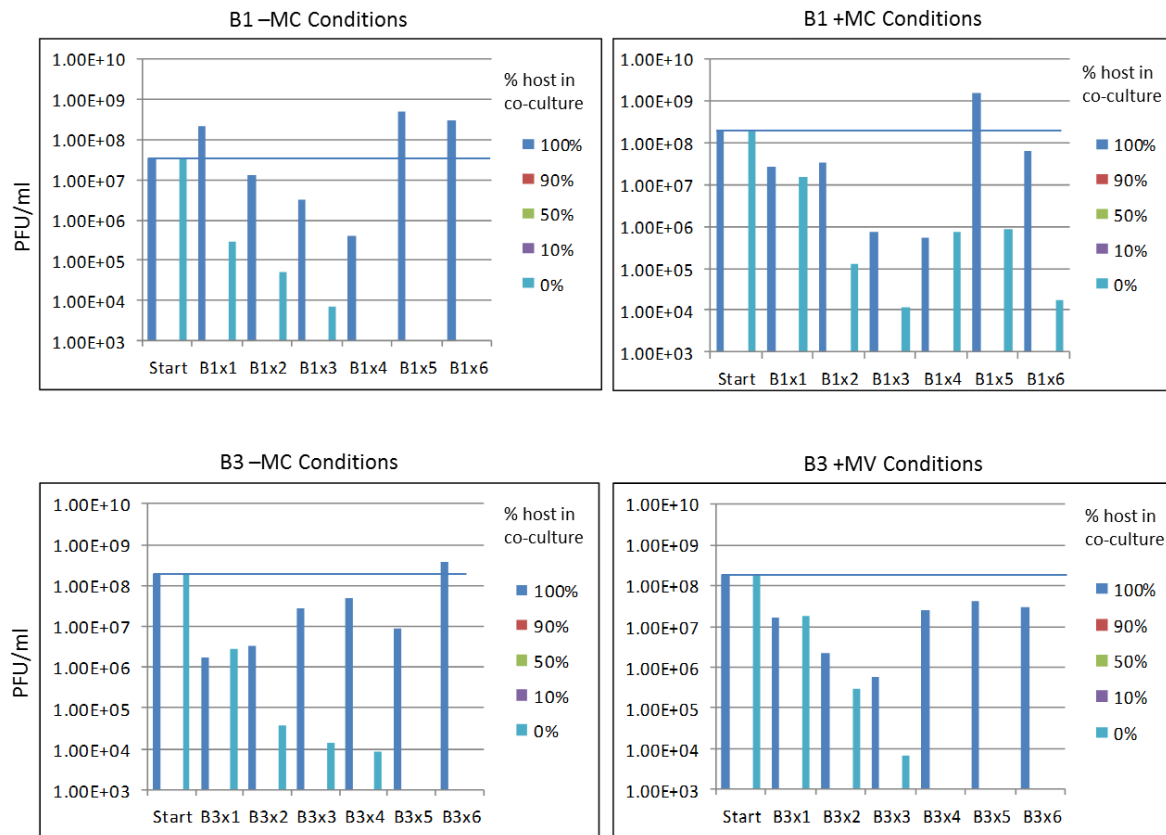 B1 –MC Conditions
PFU/ml
1.00E+10
1.00E+09
1.00E+08
1.00E+07
1.00E+06
1.00E+05
1.00E+04
1.00E+03
Start B1x1 B1x2 B1x3 B1x4 B1x5 B1x6
% host in
co-culture
100%
90%
50%
10%
0%
B1 +MC Conditions
1.00E+10
1.00E+09
1.00E+08
1.00E+07
1.00E+06
1.00E+05
1.00E+04
1.00E+03
Start B1x1 B1x2 B1x3 B1x4 B1x5 B1x6
% host in
co-culture
100%
90%
50%
10%
0%
B3 –MC Conditions
PFU/ml
1.00E+10
1.00E+09
1.00E+08
1.00E+07
1.00E+06
1.00E+05
1.00E+04
1.00E+03
Start B3x1 B3x2 B3x3 B3x4 B3x5 B3x6
% host in
co-culture
100%
90%
50%
10%
0%
B3 +MV Conditions
1.00E+10
1.00E+09
1.00E+08
1.00E+07
1.00E+06
1.00E+05
1.00E+04
1.00E+03
Start B3x1 B3x2 B3x3 B3x4 B3x5 B3x6
% host in
co-culture
100%
90%
50%
10%
0%